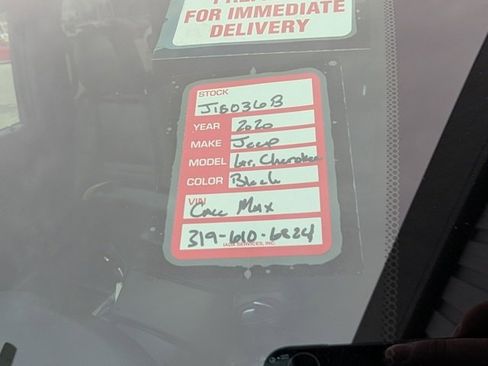 FOR IMMEDIATE
DELIVERY
STOCK
J18036B
YEAR 2020
MAKE Jeep
MODEL Gr. Cherokee
COLOR Black
VIN
Call Max
319-610-6824